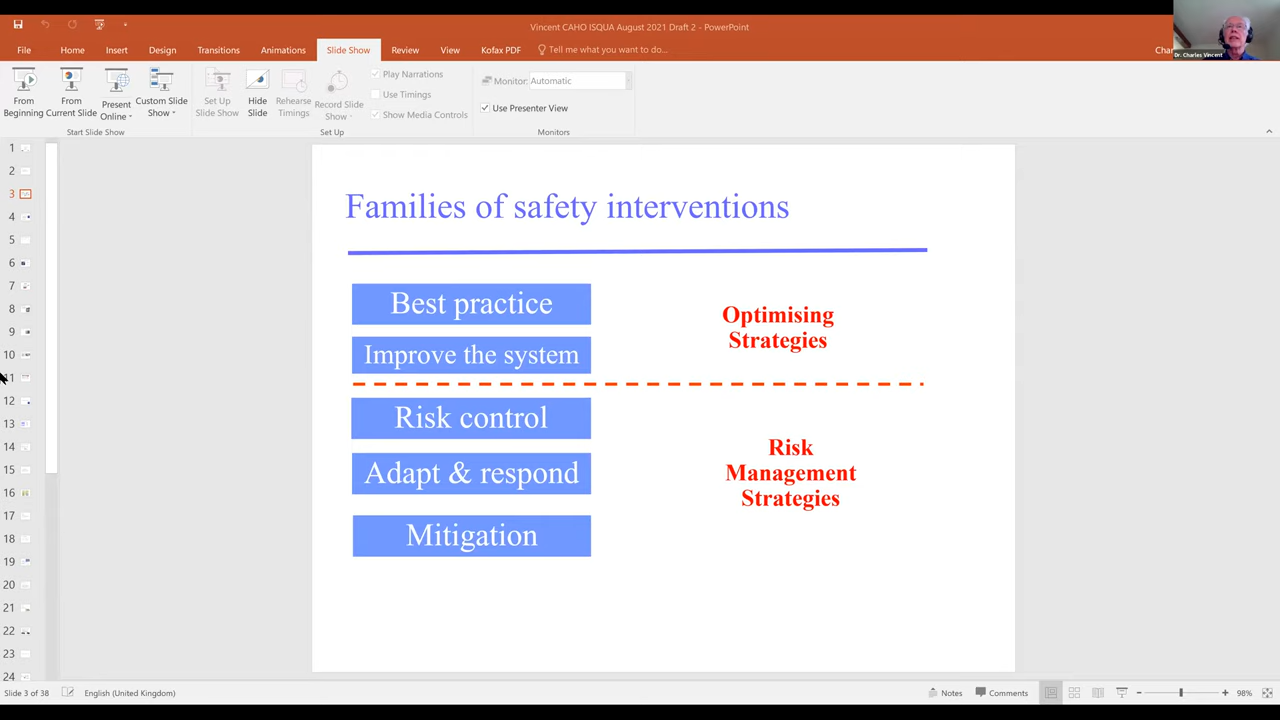 Vincent CAHO ISQUA August 2021 Draft 2 - PowerPoint
File Home Insert Design Transitions Animations Slide Show Review View Kofax PDF Tell me what you want to do...
Dr. Charles Vincent
From Beginning
From Current Slide
Present Online
Custom Slide Show
Set Up Slide Show
Hide Slide
Rehearse Timings
Record Slide Show
Play Narrations
Use Timings
Show Media Controls
Monitor: Automatic
Use Presenter View
Start Slide Show
Set Up
Monitors
1
2
3
4
5
6
7
8
9
10
11
12
13
14
15
16
17
18
19
20
21
22
23
24
Families of safety interventions
Best practice
Improve the system
Optimising
Strategies
Risk control
Adapt & respond
Mitigation
Risk
Management
Strategies
Slide 3 of 38 English (United Kingdom) Notes Comments 98%